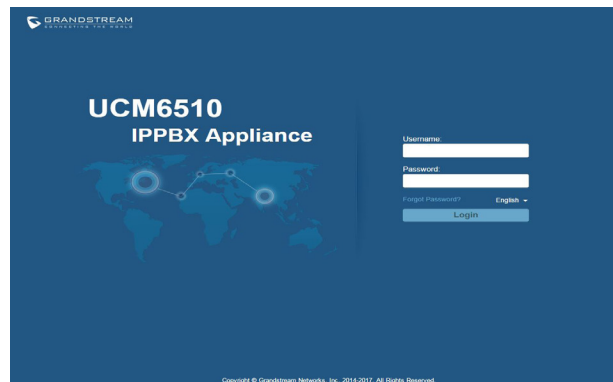 GRANDSTREAM
CONNECTING THE WORLD
UCM6510
IPPBX Appliance
Username:
Password:
Forgot Password?
English
Login
Copyright © Grandstream Networks, Inc. 2014-2017. All Rights Reserved.